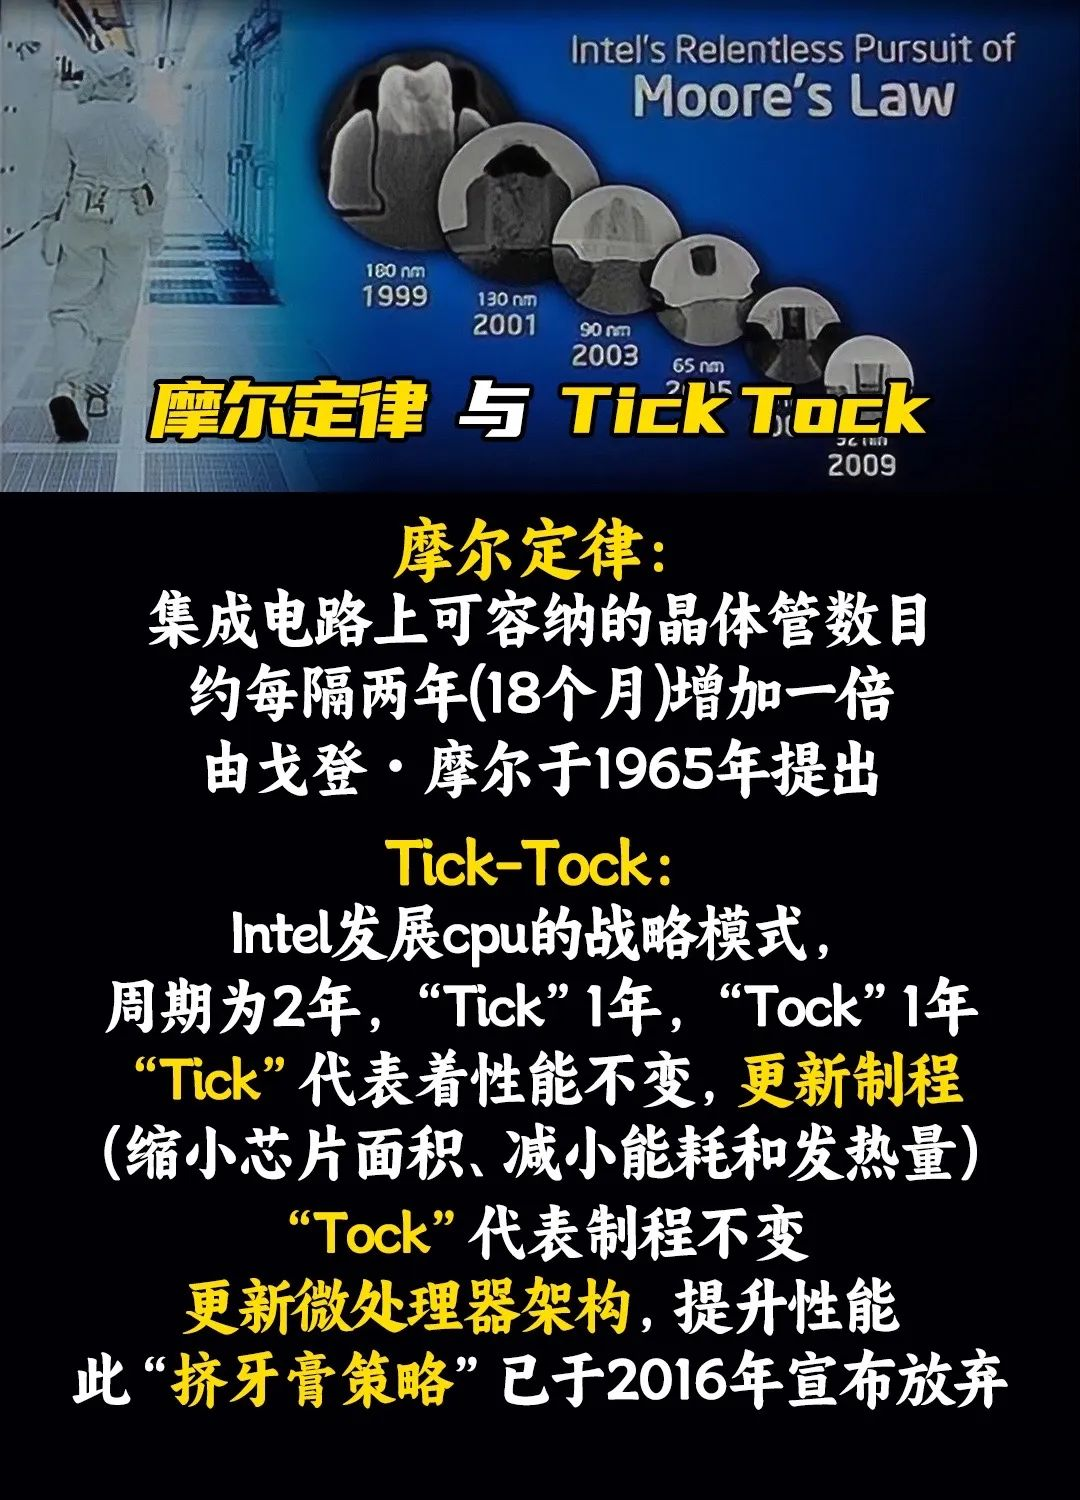 Intel's Relentless Pursuit of
Moore's Law
180 nm
1999
130 nm
2001
90 nm
2003
65 nm
摩尔定律 与 Tick Tock
32 nm
2009
摩尔定律：
集成电路上可容纳的晶体管数目
约每隔两年(18个月)增加一倍
由戈登·摩尔于1965年提出
Tick-Tock：
Intel发展cpu的战略模式，
周期为2年，“Tick”1年，“Tock”1年
“Tick”代表着性能不变，更新制程
（缩小芯片面积、减小能耗和发热量）
“Tock”代表制程不变
更新微处理器架构，提升性能
此“挤牙膏策略”已于2016年宣布放弃